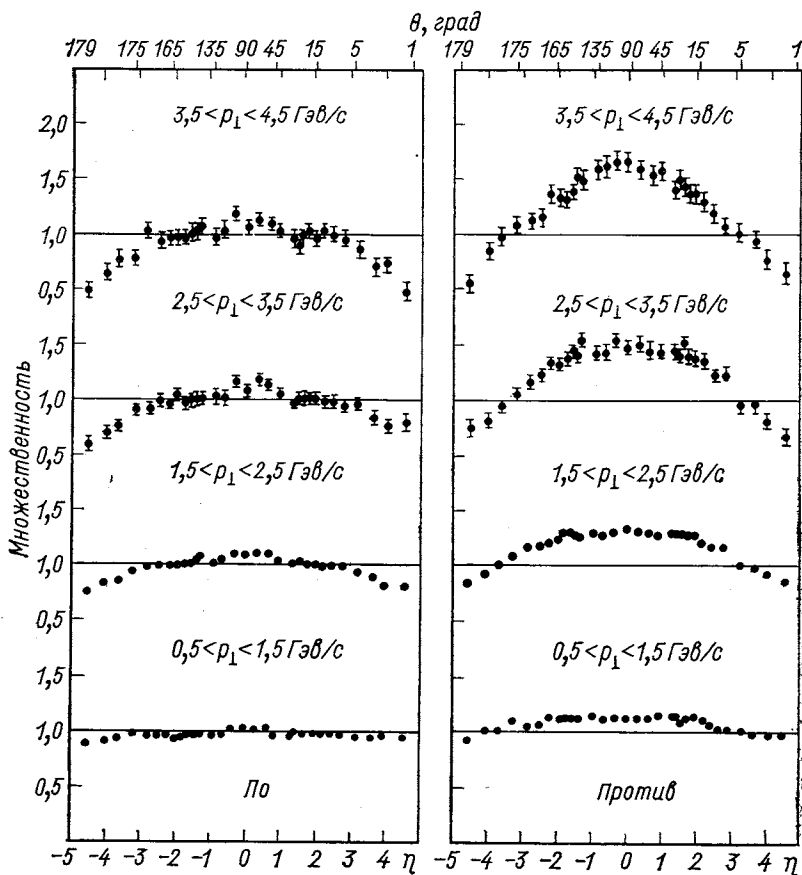 θ, град
179 175 165 135 90 45 15 5 1
179 175 165 135 90 45 15 5 1
3,5<p⊥<4,5 Гэв/с
3,5<p⊥<4,5 Гэв/с
2,0
1,5
1,0
0,5
2,5<p⊥<3,5 Гэв/с
2,5<p⊥<3,5 Гэв/с
1,5
1,0
0,5
1,5<p⊥<2,5 Гэв/с
1,5<p⊥<2,5 Гэв/с
1,5
1,0
0,5
0,5<p⊥<1,5 Гэв/с
0,5<p⊥<1,5 Гэв/с
1,5
1,0
0,5
Множественность
По
Против
-5 -4 -3 -2 -1 0 1 2 3 4 η
-5 -4 -3 -2 -1 0 1 2 3 4 η